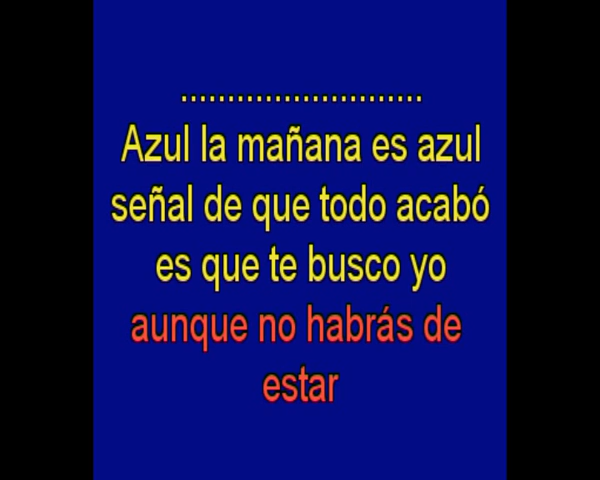 ..........................
Azul la mañana es azul
señal de que todo acabó
es que te busco yo
aunque no habrás de
estar